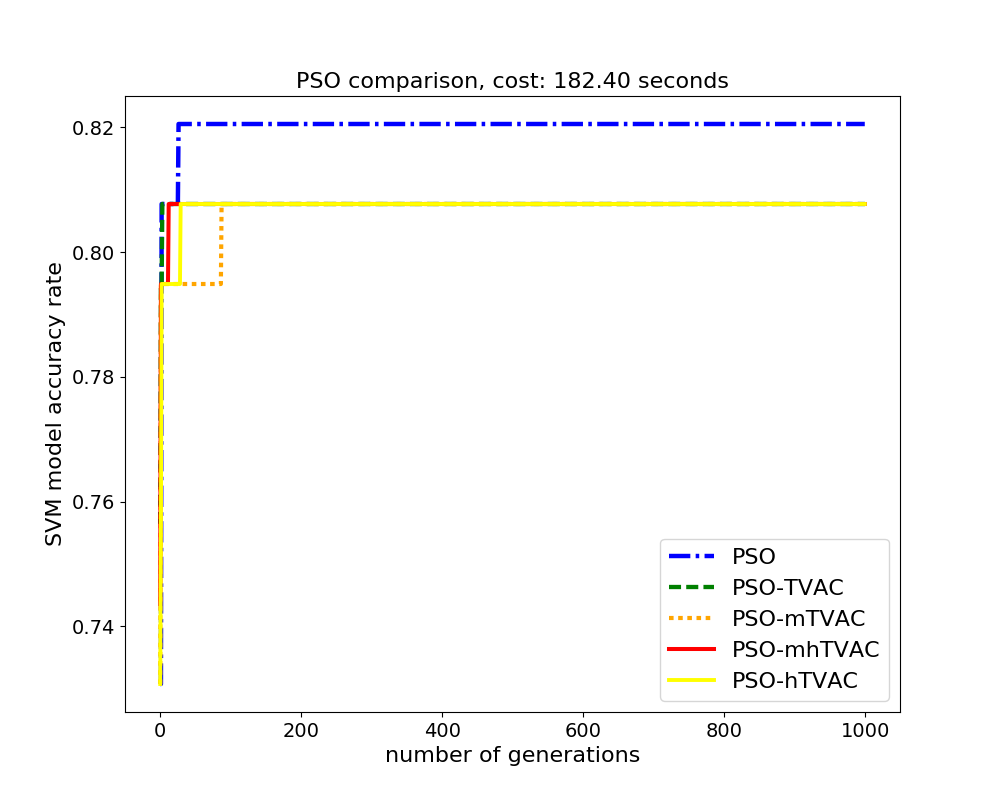 PSO comparison, cost: 182.40 seconds
SVM model accuracy rate
0.82
0.80
0.78
0.76
0.74
PSO
PSO-TVAC
PSO-mTVAC
PSO-mhTVAC
PSO-hTVAC
0 200 400 600 800 1000
number of generations